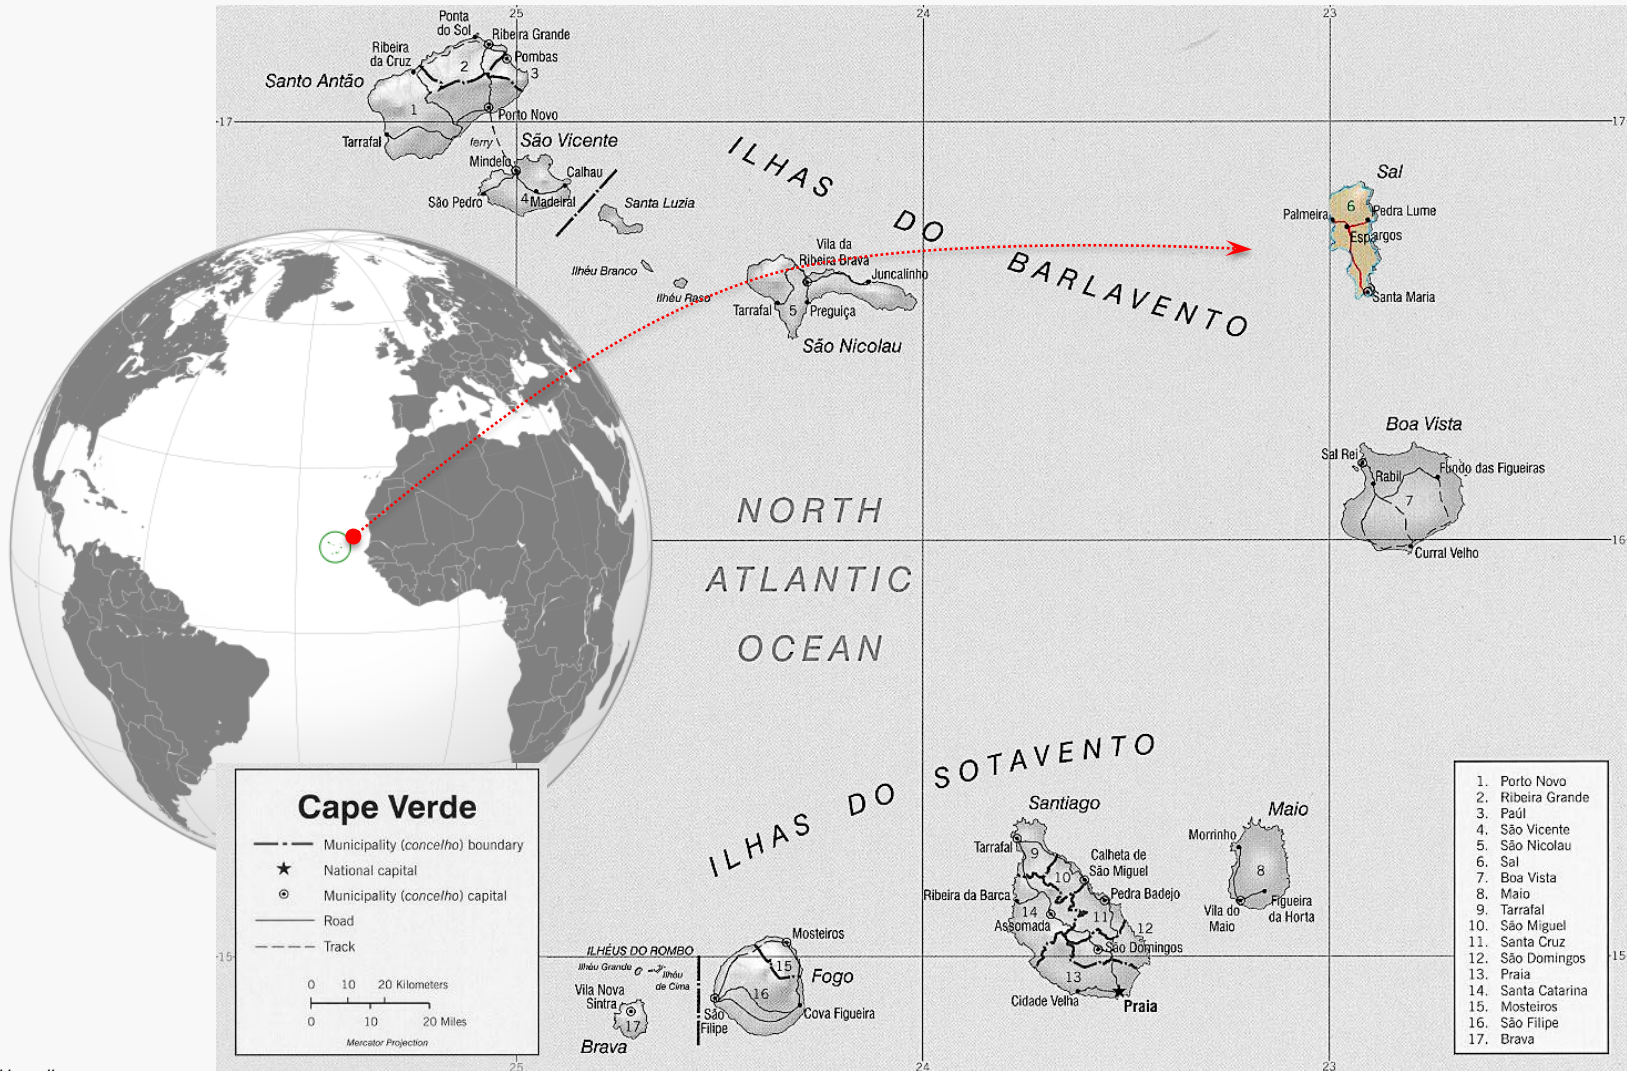 25
24
23
Ponta
do Sol
Ribeira Grande
Ribeira
da Cruz
Pombas
2
3
Santo Antão
1
Porto Novo
17
17
Tarrafal
ferry
São Vicente
Mindelo
Calhau
São Pedro
4
Madeiral
Santa Luzia
ILHAS DO BARLAVENTO
Sal
6
Palmeira
Pedra Lume
Espargos
Santa Maria
Ilhéu Branco
Ilhéu Raso
Vila da
Ribeira Brava
Juncalinho
Tarrafal
5
Preguiça
São Nicolau
Boa Vista
Sal Rei
Rabil
Fundo das Figueiras
7
Curral Velho
NORTH
ATLANTIC
OCEAN
16
ILHAS DO SOTAVENTO
Santiago
Maio
Tarrafal
9
Calheta de
São Miguel
10
Ribeira da Barca
Pedra Badejo
14
11
12
Assomada
São Domingos
13
Cidade Velha
Praia
Morrinho
8
Vila do
Maio
Figueira
da Horta
15
15
ILHÉUS DO ROMBO
Ilhéu Grande
Ilhéu
de Cima
Vila Nova
Sintra
17
Brava
Mosteiros
15
Fogo
16
São
Filipe
Cova Figueira
25
24
23
Cape Verde
Municipality (concelho) boundary
National capital
Municipality (concelho) capital
Road
Track
0 10 20 Kilometers
0 10 20 Miles
Mercator Projection
1. Porto Novo
2. Ribeira Grande
3. Paúl
4. São Vicente
5. São Nicolau
6. Sal
7. Boa Vista
8. Maio
9. Tarrafal
10. São Miguel
11. Santa Cruz
12. São Domingos
13. Praia
14. Santa Catarina
15. Mosteiros
16. São Filipe
17. Brava